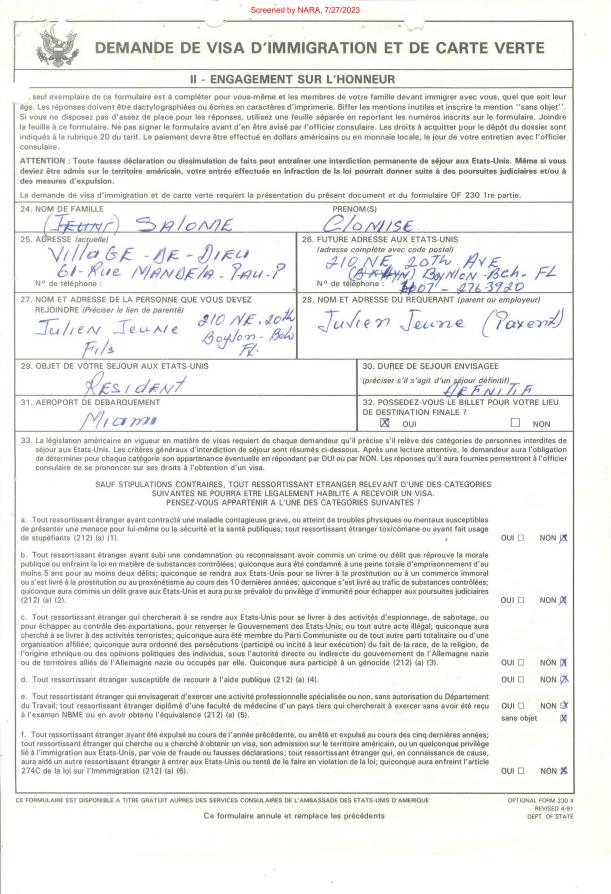 Screened by NARA, 7/27/2023
DEMANDE DE VISA D'IMMIGRATION ET DE CARTE VERTE
II - ENGAGEMENT SUR L'HONNEUR
, seul exemplaire de ce formulaire est à compléter pour vous-même et les membres de votre famille devant immigrer avec vous, quel que soit leur
âge. Les réponses doivent être dactylographiées ou écrites en caractères d'imprimerie. Biffer les mentions inutiles et inscrire la mention "sans objet".
Si vous ne disposez pas d'assez de place pour les réponses, utilisez une feuille séparée en reportant les numéros inscrits sur le formulaire. Joindre
la feuille à ce formulaire. Ne pas signer le formulaire avant d'en être avisé par l'officier consulaire. Les droits à acquitter pour le dépôt du dossier sont
indiqués à la rubrique 20 du tarif. Le paiement devra être effectué en dollars américains ou en monnaie locale, le jour de votre entretien avec l'officier
consulaire.
ATTENTION : Toute fausse déclaration ou dissimulation de faits peut entraîner une interdiction permanente de séjour aux Etats-Unis. Même si vous
deviez être admis sur le territoire américain, votre entrée effectuée en infraction de la loi pourrait donner suite à des poursuites judiciaires et/ou à
des mesures d'expulsion.
La demande de visa d'immigration et de carte verte requiert la présentation du présent document et du formulaire OF 230 1re partie.
24. NOM DE FAMILLE PRENOM(S)
(Jeune) SALOME Clomise
25. ADRESSE (actuelle) 26. FUTURE ADRESSE AUX ETATS-UNIS
(adresse complète avec code postal)
VillaGE-DE-DIEU 210 NE 20TH AVE
61-Rue MANDELA-PAU-P Boynlon-Bch-FL
N° de téléphone : N° de téléphone : 2763920
27. NOM ET ADRESSE DE LA PERSONNE QUE VOUS DEVEZ 28. NOM ET ADRESSE DU REQUERANT (parent ou employeur)
REJOINDRE (Préciser le lien de parenté)
Julien Jeune 210 NE.20th Julien Jeune (Parent)
Fils Boylon-Bch
FL.
29. OBJET DE VOTRE SEJOUR AUX ETATS-UNIS 30. DUREE DE SEJOUR ENVISAGEE
(préciser s'il s'agit d'un séjour définitif)
RESIDENT DEFNITIF
31. AEROPORT DE DEBARQUEMENT 32. POSSEDEZ-VOUS LE BILLET POUR VOTRE LIEU
DE DESTINATION FINALE ?
Miami ☒ OUI ☐ NON
33. La législation américaine en vigueur en matière de visas requiert de chaque demandeur qu'il précise s'il relève des catégories de personnes interdites de
séjour aux Etats-Unis. Les critères généraux d'interdiction de séjour sont résumés ci-dessous. Après une lecture attentive, le demandeur aura l'obligation
de déterminer pour chaque catégorie son appartenance éventuelle en répondant par OUI ou par NON. Les réponses qu'il aura fournies permettront à l'officier
consulaire de se prononcer sur ses droits à l'obtention d'un visa.
SAUF STIPULATIONS CONTRAIRES, TOUT RESSORTISSANT ETRANGER RELEVANT D'UNE DES CATEGORIES
SUIVANTES NE POURRA ETRE LEGALEMENT HABILITE A RECEVOIR UN VISA.
PENSEZ-VOUS APPARTENIR A L'UNE DES CATEGORIES SUIVANTES ?
a. Tout ressortissant étranger ayant contracté une maladie contagieuse grave, ou atteint de troubles physiques ou mentaux susceptibles
de présenter une menace pour lui-même ou la sécurité et la santé publiques; tout ressortissant étranger toxicomane ou ayant fait usage
de stupéfiants (212) (a) (1). OUI ☐ NON ☒
b. Tout ressortissant étranger ayant subi une condamnation ou reconnaissant avoir commis un crime ou délit que réprouve la morale
publique ou enfreint la loi en matière de substances contrôlées; quiconque aura été condamné à une peine totale d'emprisonnement d'au
moins 5 ans pour au moins deux délits; quiconque se rendra aux Etats-Unis pour se livrer à la prostitution ou à un commerce immoral
ou s'est livré à la prostitution ou au proxénétisme au cours des 10 dernières années; quiconque s'est livré au trafic de substances contrôlées;
quiconque aura commis un délit grave aux Etats-Unis et aura pu se prévaloir du privilège d'immunité pour échapper aux poursuites judiciaires
(212) (a) (2). OUI ☐ NON ☒
c. Tout ressortissant étranger qui chercherait à se rendre aux Etats-Unis pour se livrer à des activités d'espionnage, de sabotage, ou
pour échapper au contrôle des exportations, pour renverser le Gouvernement des Etats-Unis, ou tout autre acte illégal; quiconque aura
cherché à se livrer à des activités terroristes; quiconque aura été membre du Parti Communiste ou de tout autre parti totalitaire ou d'une
organisation affiliée; quiconque aura ordonné des persécutions (participé ou incité à leur exécution) du fait de la race, de la religion, de
l'origine ethnique ou des opinions politiques des individus, sous l'autorité directe ou indirecte du gouvernement de l'Allemagne nazie
ou de territoires alliés de l'Allemagne nazie ou occupés par elle. Quiconque aura participé à un génocide (212) (a) (3). OUI ☐ NON ☒
d. Tout ressortissant étranger susceptible de recourir à l'aide publique (212) (a) (4). OUI ☐ NON ☒
e. Tout ressortissant étranger qui envisagerait d'exercer une activité professionnelle spécialisée ou non, sans autorisation du Département
du Travail; tout ressortissant étranger diplômé d'une faculté de médecine d'un pays tiers qui chercherait à exercer sans avoir été reçu
à l'examen NBME ou en avoir obtenu l'équivalence (212) (a) (5). OUI ☐ NON ☒
sans objet ☒
f. Tout ressortissant étranger ayant été expulsé au cours de l'année précédente, ou arrêté et expulsé au cours des cinq dernières années;
tout ressortissant étranger qui cherche ou a cherché à obtenir un visa, son admission sur le territoire américain, ou un quelconque privilège
lié à l'immigration aux Etats-Unis, par voie de fraude ou fausses déclarations; tout ressortissant étranger qui, en connaissance de cause,
aura aidé un autre ressortissant étranger à entrer aux Etats-Unis ou tenté de le faire en violation de la loi; quiconque aura enfreint l'article
274C de la loi sur l'Immigration (212) (a) (6). OUI ☐ NON ☒
CE FORMULAIRE EST DISPONIBLE A TITRE GRATUIT AUPRES DES SERVICES CONSULAIRES DE L'AMBASSADE DES ETATS-UNIS D'AMERIQUE
OPTIONAL FORM 230 II
REVISED 4-91
DEPT. OF STATE
Ce formulaire annule et remplace les précédents